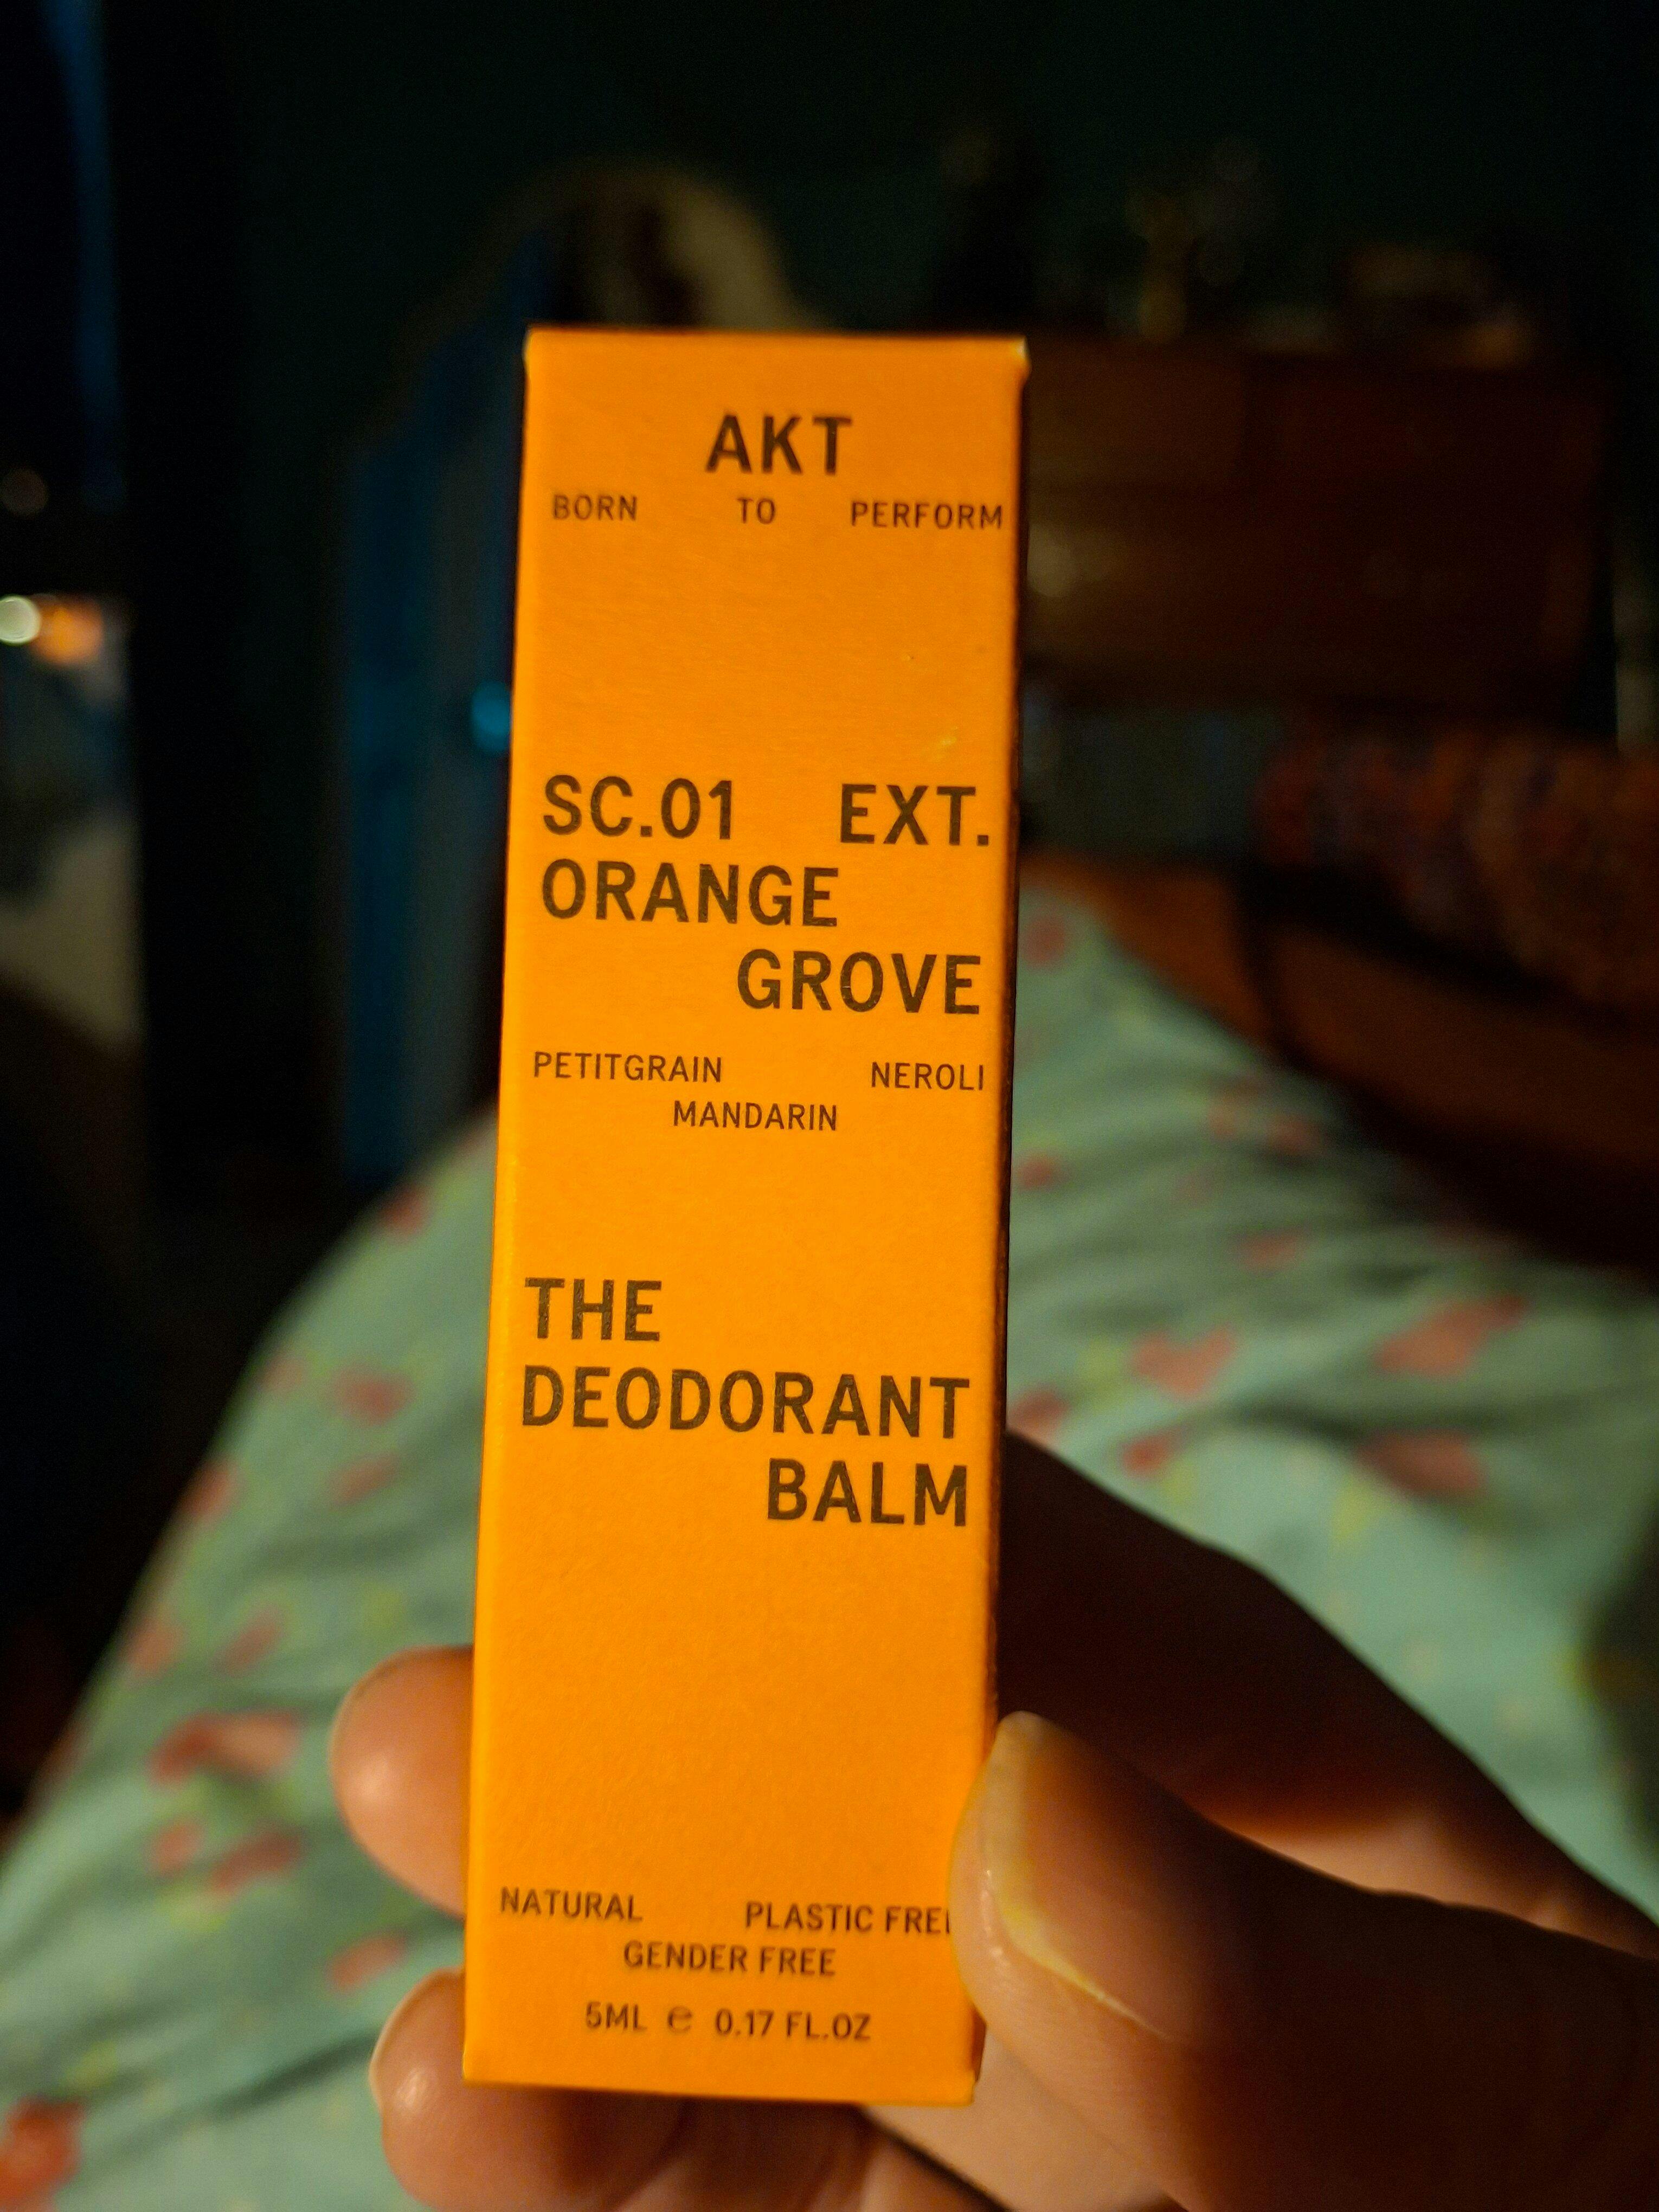 AKT
BORN TO PERFORM
SC.01 EXT.
ORANGE
GROVE
PETITGRAIN NEROLI
MANDARIN
THE
DEODORANT
BALM
NATURAL PLASTIC FREE
GENDER FREE
5ML e 0.17 FL.OZ